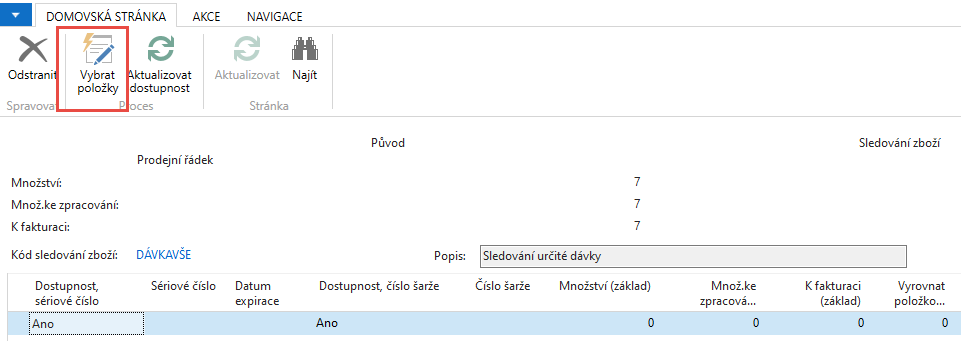 DOMOVSKÁ STRÁNKA AKCE NAVIGACE
Odstranit Vybrat položky Aktualizovat dostupnost Aktualizovat Najít
Spravovat Proces Stránka
Původ Sledování zboží
Prodejní řádek
Množství: 7
Množ.ke zpracování: 7
K fakturaci: 7
Kód sledování zboží: DÁVKAVŠE Popis: Sledování určité dávky
Dostupnost, Sériové číslo Datum Dostupnost, číslo šarže Číslo šarže Množství (základ) Množ.ke K fakturaci Vyrovnat
sériové číslo expirace zpracová... (základ) položko...
Ano Ano 0 0 0 0